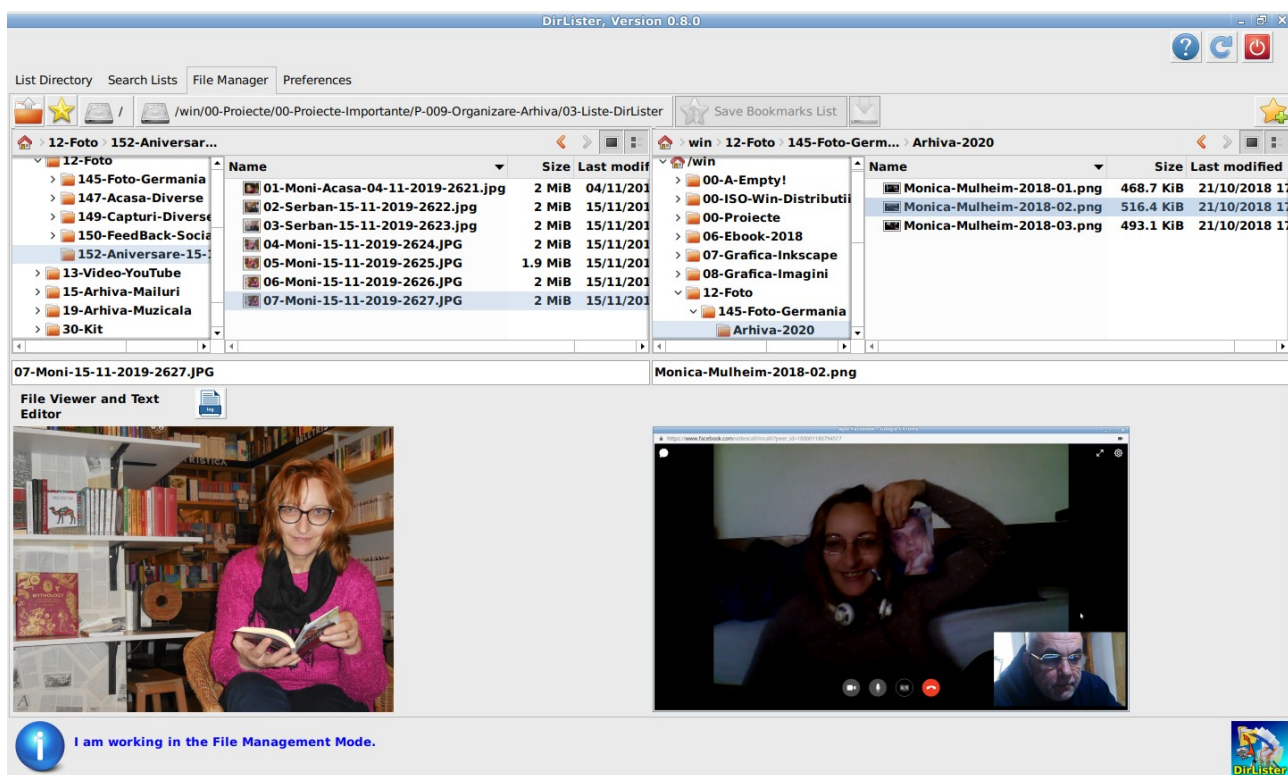 DirLister, Version 0.8.0
List Directory Search Lists File Manager Preferences
/ /win/00-Proiecte/00-Proiecte-Importante/P-009-Organizare-Arhiva/03-Liste-DirLister Save Bookmarks List
12-Foto 152-Aniversar...
12-Foto
145-Foto-Germania
147-Acasa-Diverse
149-Capturi-Diverse
150-FeedBack-Socia
152-Aniversare-15-1
13-Video-YouTube
15-Arhiva-Mailuri
19-Arhiva-Muzicala
30-Kit
Name Size Last modif
01-Moni-Acasa-04-11-2019-2621.jpg 2 MiB 04/11/201
02-Serban-15-11-2019-2622.jpg 2 MiB 15/11/201
03-Serban-15-11-2019-2623.jpg 2 MiB 15/11/201
04-Moni-15-11-2019-2624.JPG 2 MiB 15/11/201
05-Moni-15-11-2019-2625.JPG 1.9 MiB 15/11/201
06-Moni-15-11-2019-2626.JPG 2 MiB 15/11/201
07-Moni-15-11-2019-2627.JPG 2 MiB 15/11/201
win 12-Foto 145-Foto-Germ... Arhiva-2020
/win
00-A-Empty!
00-ISO-Win-Distributii
00-Proiecte
06-Ebook-2018
07-Grafica-Inkscape
08-Grafica-Imagini
12-Foto
145-Foto-Germania
Arhiva-2020
Name Size Last modified
Monica-Mulheim-2018-01.png 468.7 KiB 21/10/2018 17
Monica-Mulheim-2018-02.png 516.4 KiB 21/10/2018 17
Monica-Mulheim-2018-03.png 493.1 KiB 21/10/2018 17
07-Moni-15-11-2019-2627.JPG
Monica-Mulheim-2018-02.png
File Viewer and Text
Editor
log
MYTHOLOGY
I am working in the File Management Mode.
DirLister